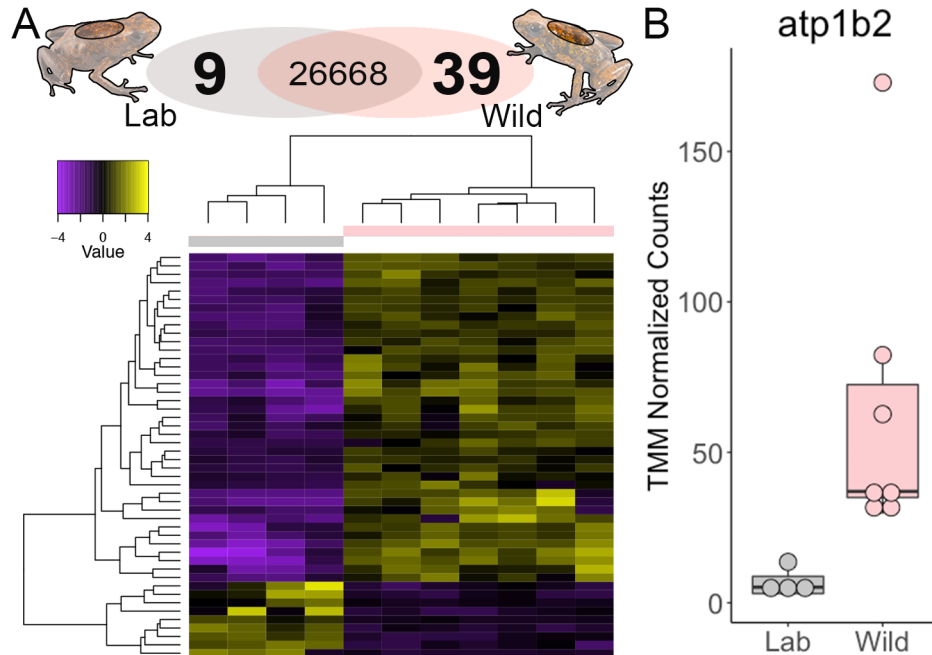 A
9
26668
39
Lab
Wild
-4
0
4
Value
B
atp1b2
TMM Normalized Counts
150
100
50
0
Lab
Wild